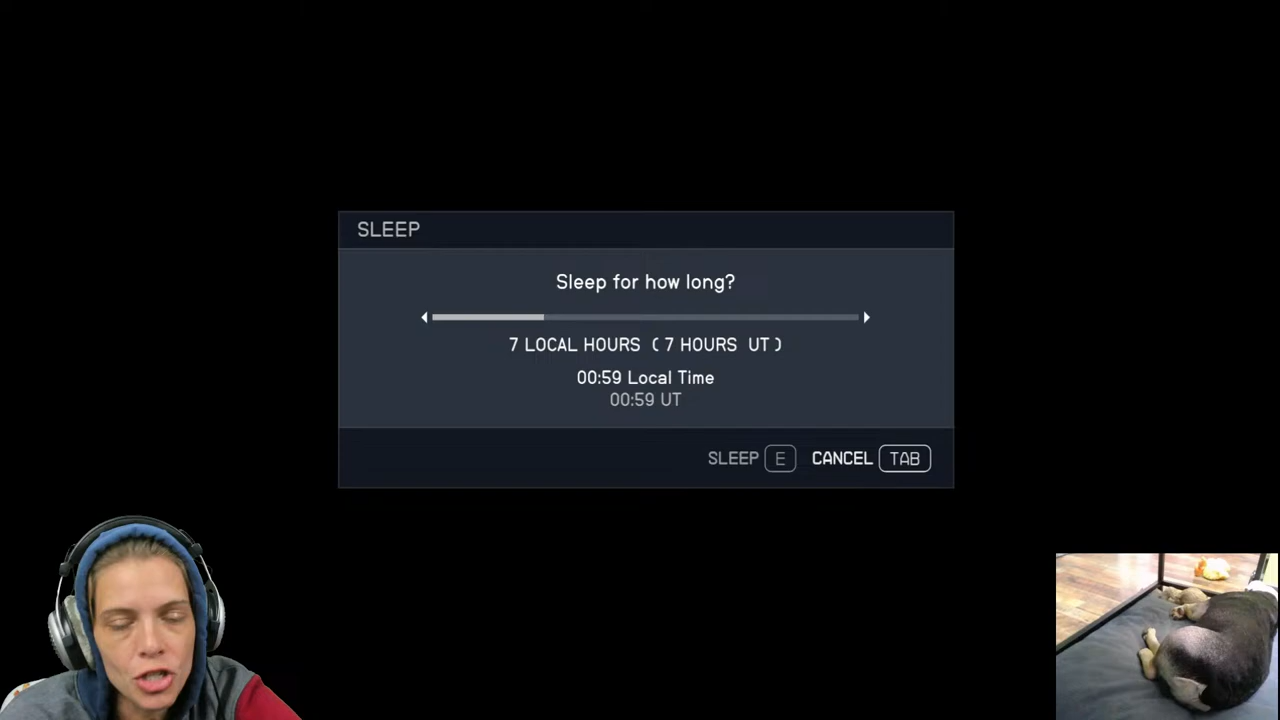 SLEEP
Sleep for how long?
7 LOCAL HOURS ( 7 HOURS UT )
00:59 Local Time
00:59 UT
SLEEP E CANCEL TAB